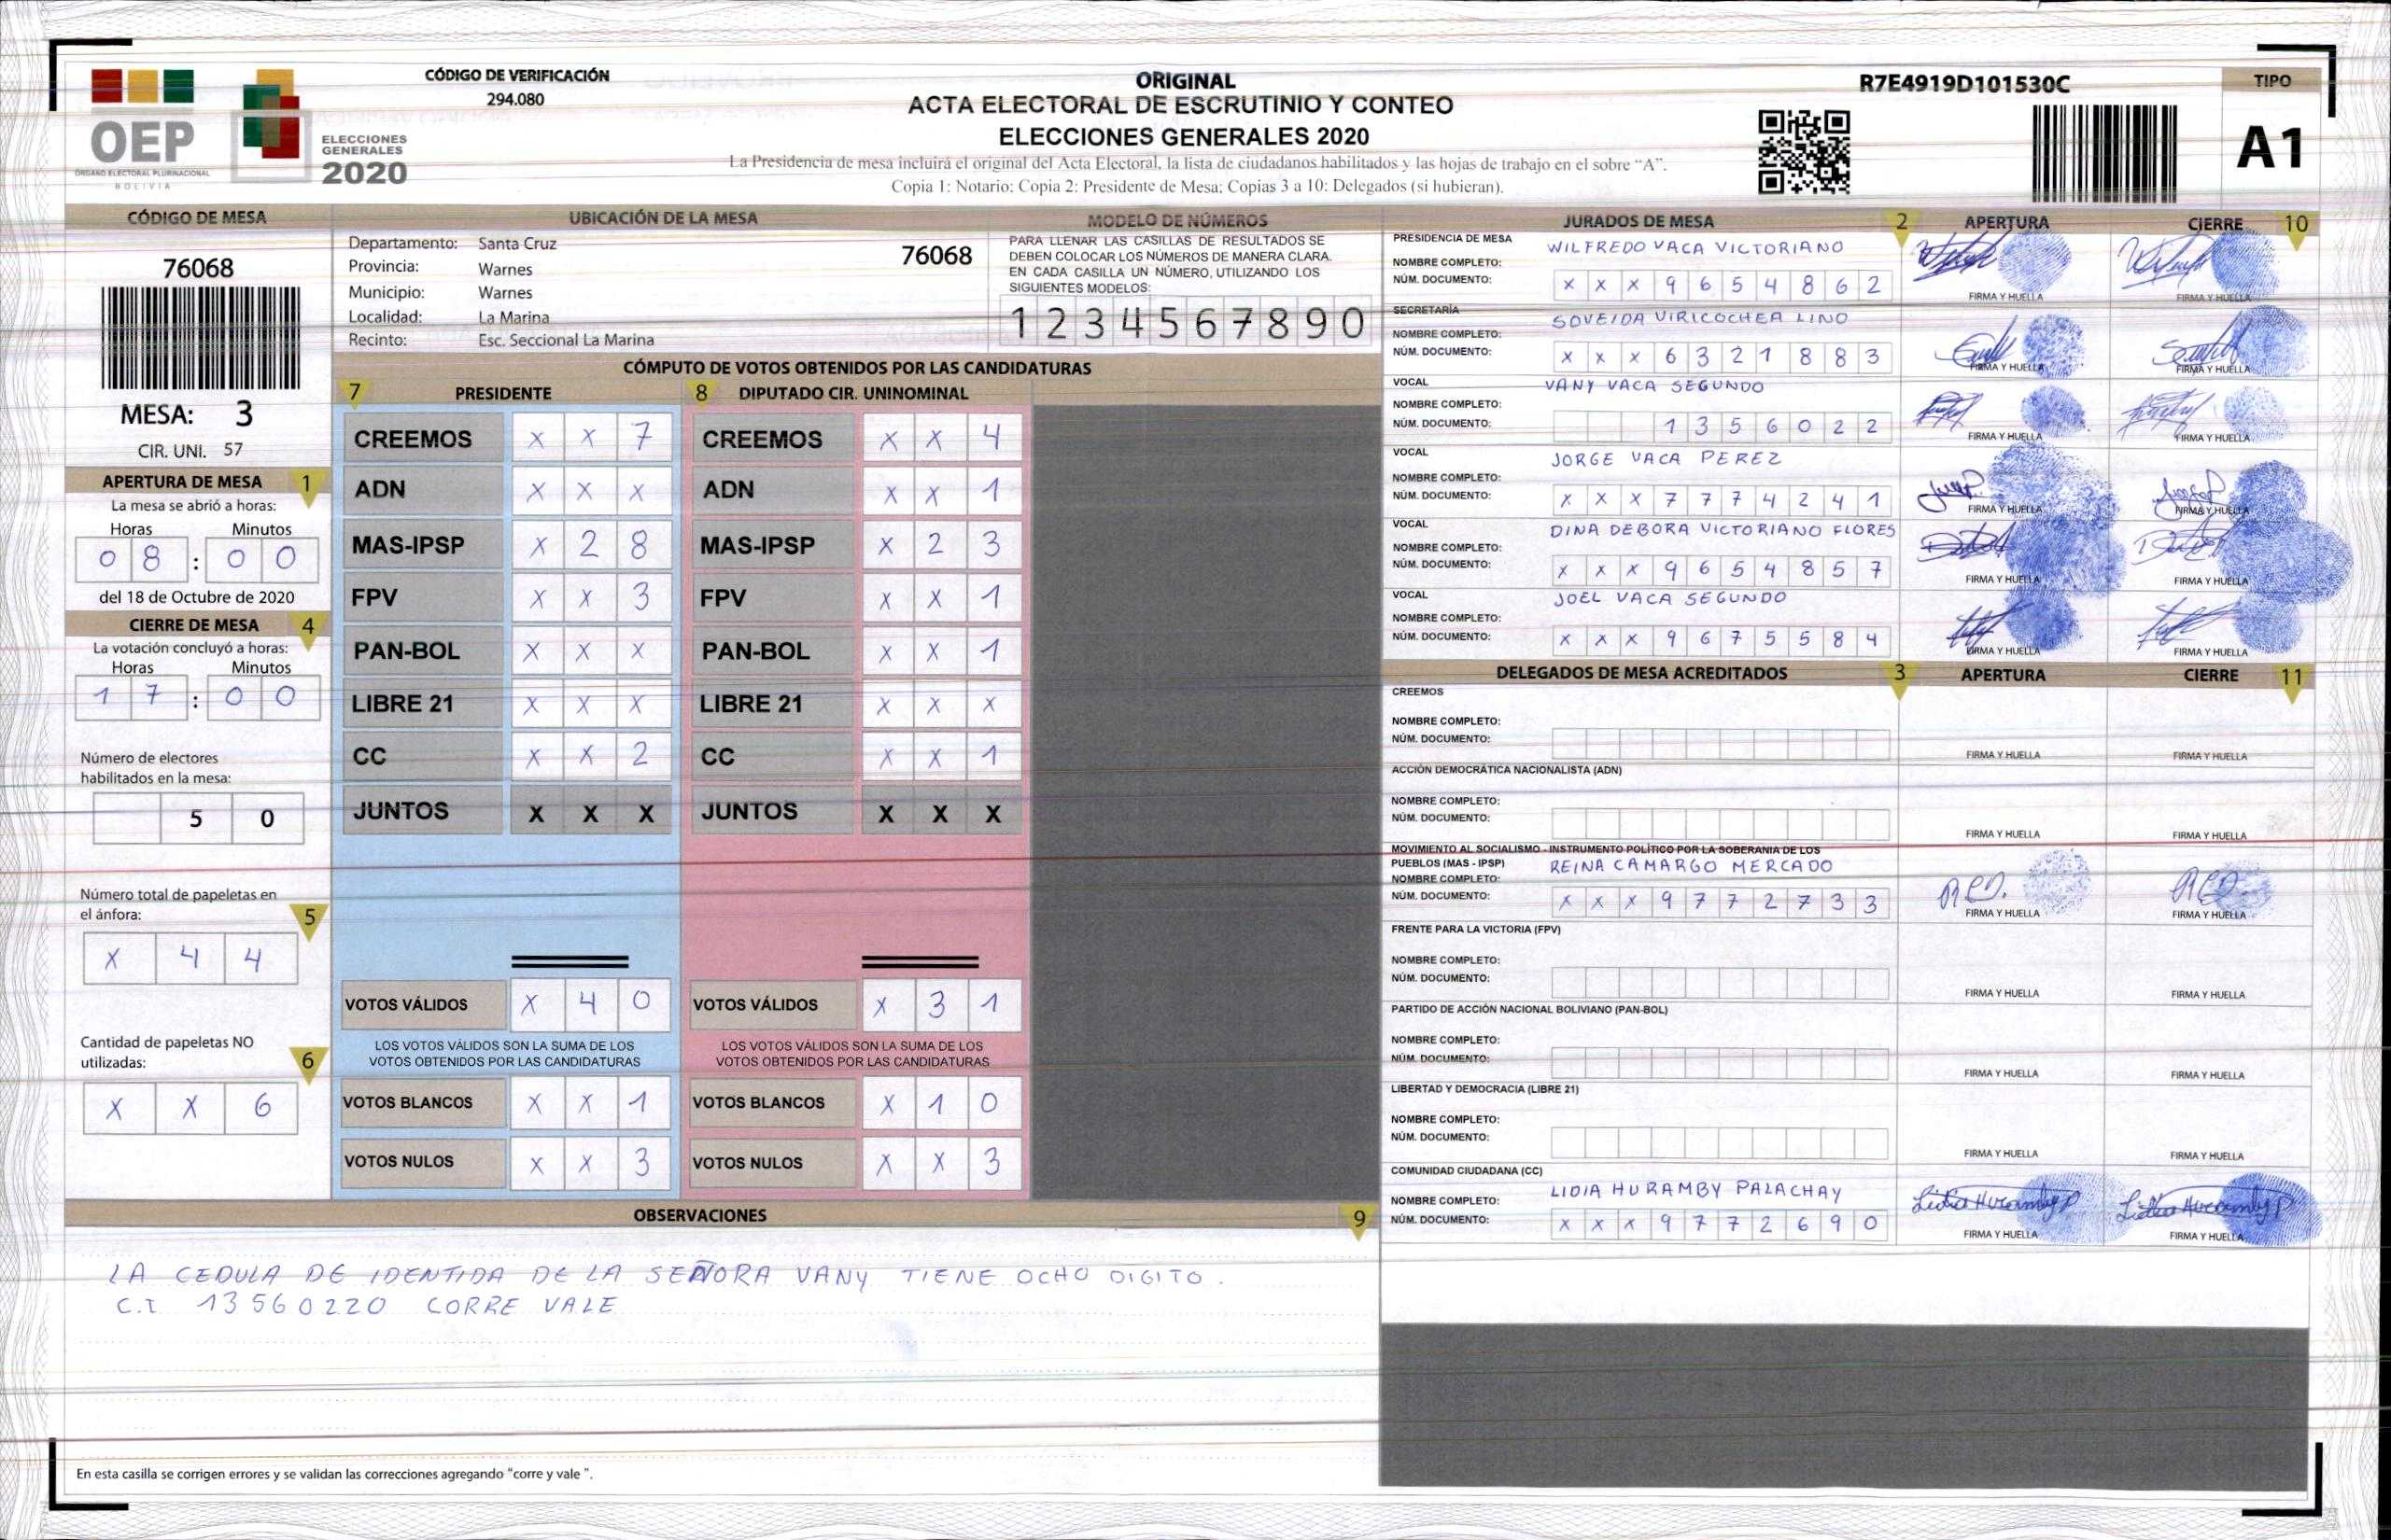 CÓDIGO DE VERIFICACIÓN
294.080
OEP
ÓRGANO ELECTORAL PLURINACIONAL
BOLIVIA
ELECCIONES
GENERALES
2020
ORIGINAL
ACTA ELECTORAL DE ESCRUTINIO Y CONTEO
ELECCIONES GENERALES 2020
La Presidencia de mesa incluirá el original del Acta Electoral, la lista de ciudadanos habilitados y las hojas de trabajo en el sobre “A”.
Copia 1: Notario; Copia 2: Presidente de Mesa; Copias 3 a 10: Delegados (si hubieran).
R7E4919D101530C
TIPO
A1
CÓDIGO DE MESA
76068
MESA: 3
CIR. UNI. 57
APERTURA DE MESA 1
La mesa se abrió a horas:
Horas Minutos
0 8 : 0 0
del 18 de Octubre de 2020
CIERRE DE MESA 4
La votación concluyó a horas:
Horas Minutos
1 7 : 0 0
Número de electores
habilitados en la mesa:
5 0
Número total de papeletas en
el ánfora: 5
X 4 4
Cantidad de papeletas NO
utilizadas: 6
X X 6
UBICACIÓN DE LA MESA
Departamento: Santa Cruz 76068
Provincia: Warnes
Municipio: Warnes
Localidad: La Marina
Recinto: Esc. Seccional La Marina
MODELO DE NÚMEROS
PARA LLENAR LAS CASILLAS DE RESULTADOS SE
DEBEN COLOCAR LOS NÚMEROS DE MANERA CLARA.
EN CADA CASILLA UN NÚMERO, UTILIZANDO LOS
SIGUIENTES MODELOS:
1 2 3 4 5 6 7 8 9 0
CÓMPUTO DE VOTOS OBTENIDOS POR LAS CANDIDATURAS
7 PRESIDENTE
CREEMOS X X 7
ADN X X X
MAS-IPSP X 2 8
FPV X X 3
PAN-BOL X X X
LIBRE 21 X X X
CC X X 2
JUNTOS X X X
VOTOS VÁLIDOS X 4 0
LOS VOTOS VÁLIDOS SON LA SUMA DE LOS
VOTOS OBTENIDOS POR LAS CANDIDATURAS
VOTOS BLANCOS X X 1
VOTOS NULOS X X 3
8 DIPUTADO CIR. UNINOMINAL
CREEMOS X X 4
ADN X X 1
MAS-IPSP X 2 3
FPV X X 1
PAN-BOL X X 1
LIBRE 21 X X X
CC X X 1
JUNTOS X X X
VOTOS VÁLIDOS X 3 1
LOS VOTOS VÁLIDOS SON LA SUMA DE LOS
VOTOS OBTENIDOS POR LAS CANDIDATURAS
VOTOS BLANCOS X 1 0
VOTOS NULOS X X 3
OBSERVACIONES 9
LA CEDULA DE IDENTIDA DE LA SEÑORA VANY TIENE OCHO DIGITO.
C.I 13560220 CORRE VALE
En esta casilla se corrigen errores y se validan las correcciones agregando “corre y vale ”.
JURADOS DE MESA 2 APERTURA CIERRE 10
PRESIDENCIA DE MESA
NOMBRE COMPLETO: WILFREDO VACA VICTORIANO
NÚM. DOCUMENTO: X X X 9 6 5 4 8 6 2
FIRMA Y HUELLA FIRMA Y HUELLA
SECRETARÍA
NOMBRE COMPLETO: SOVEIDA VIRICOCHEA LINO
NÚM. DOCUMENTO: X X X 6 3 2 1 8 8 3
FIRMA Y HUELLA FIRMA Y HUELLA
VOCAL
NOMBRE COMPLETO: VANY VACA SEGUNDO
NÚM. DOCUMENTO: 1 3 5 6 0 2 2
FIRMA Y HUELLA FIRMA Y HUELLA
VOCAL
NOMBRE COMPLETO: JORGE VACA PEREZ
NÚM. DOCUMENTO: X X X 7 7 7 4 2 4 1
FIRMA Y HUELLA FIRMA Y HUELLA
VOCAL
NOMBRE COMPLETO: DINA DEBORA VICTORIANO FLORES
NÚM. DOCUMENTO: X X X 9 6 5 4 8 5 7
FIRMA Y HUELLA FIRMA Y HUELLA
VOCAL
NOMBRE COMPLETO: JOEL VACA SEGUNDO
NÚM. DOCUMENTO: X X X 9 6 7 5 5 8 4
FIRMA Y HUELLA FIRMA Y HUELLA
DELEGADOS DE MESA ACREDITADOS 3 APERTURA CIERRE 11
CREEMOS
NOMBRE COMPLETO:
NÚM. DOCUMENTO:
FIRMA Y HUELLA FIRMA Y HUELLA
ACCIÓN DEMOCRÁTICA NACIONALISTA (ADN)
NOMBRE COMPLETO:
NÚM. DOCUMENTO:
FIRMA Y HUELLA FIRMA Y HUELLA
MOVIMIENTO AL SOCIALISMO - INSTRUMENTO POLÍTICO POR LA SOBERANIA DE LOS
PUEBLOS (MAS - IPSP)
NOMBRE COMPLETO: REINA CAMARGO MERCADO
NÚM. DOCUMENTO: X X X 9 7 7 2 7 3 3
FIRMA Y HUELLA FIRMA Y HUELLA
FRENTE PARA LA VICTORIA (FPV)
NOMBRE COMPLETO:
NÚM. DOCUMENTO:
FIRMA Y HUELLA FIRMA Y HUELLA
PARTIDO DE ACCIÓN NACIONAL BOLIVIANO (PAN-BOL)
NOMBRE COMPLETO:
NÚM. DOCUMENTO:
FIRMA Y HUELLA FIRMA Y HUELLA
LIBERTAD Y DEMOCRACIA (LIBRE 21)
NOMBRE COMPLETO:
NÚM. DOCUMENTO:
FIRMA Y HUELLA FIRMA Y HUELLA
COMUNIDAD CIUDADANA (CC)
NOMBRE COMPLETO: LIDIA HURAMBY PALACHAY
NÚM. DOCUMENTO: X X X 9 7 7 2 6 9 0
FIRMA Y HUELLA FIRMA Y HUELLA